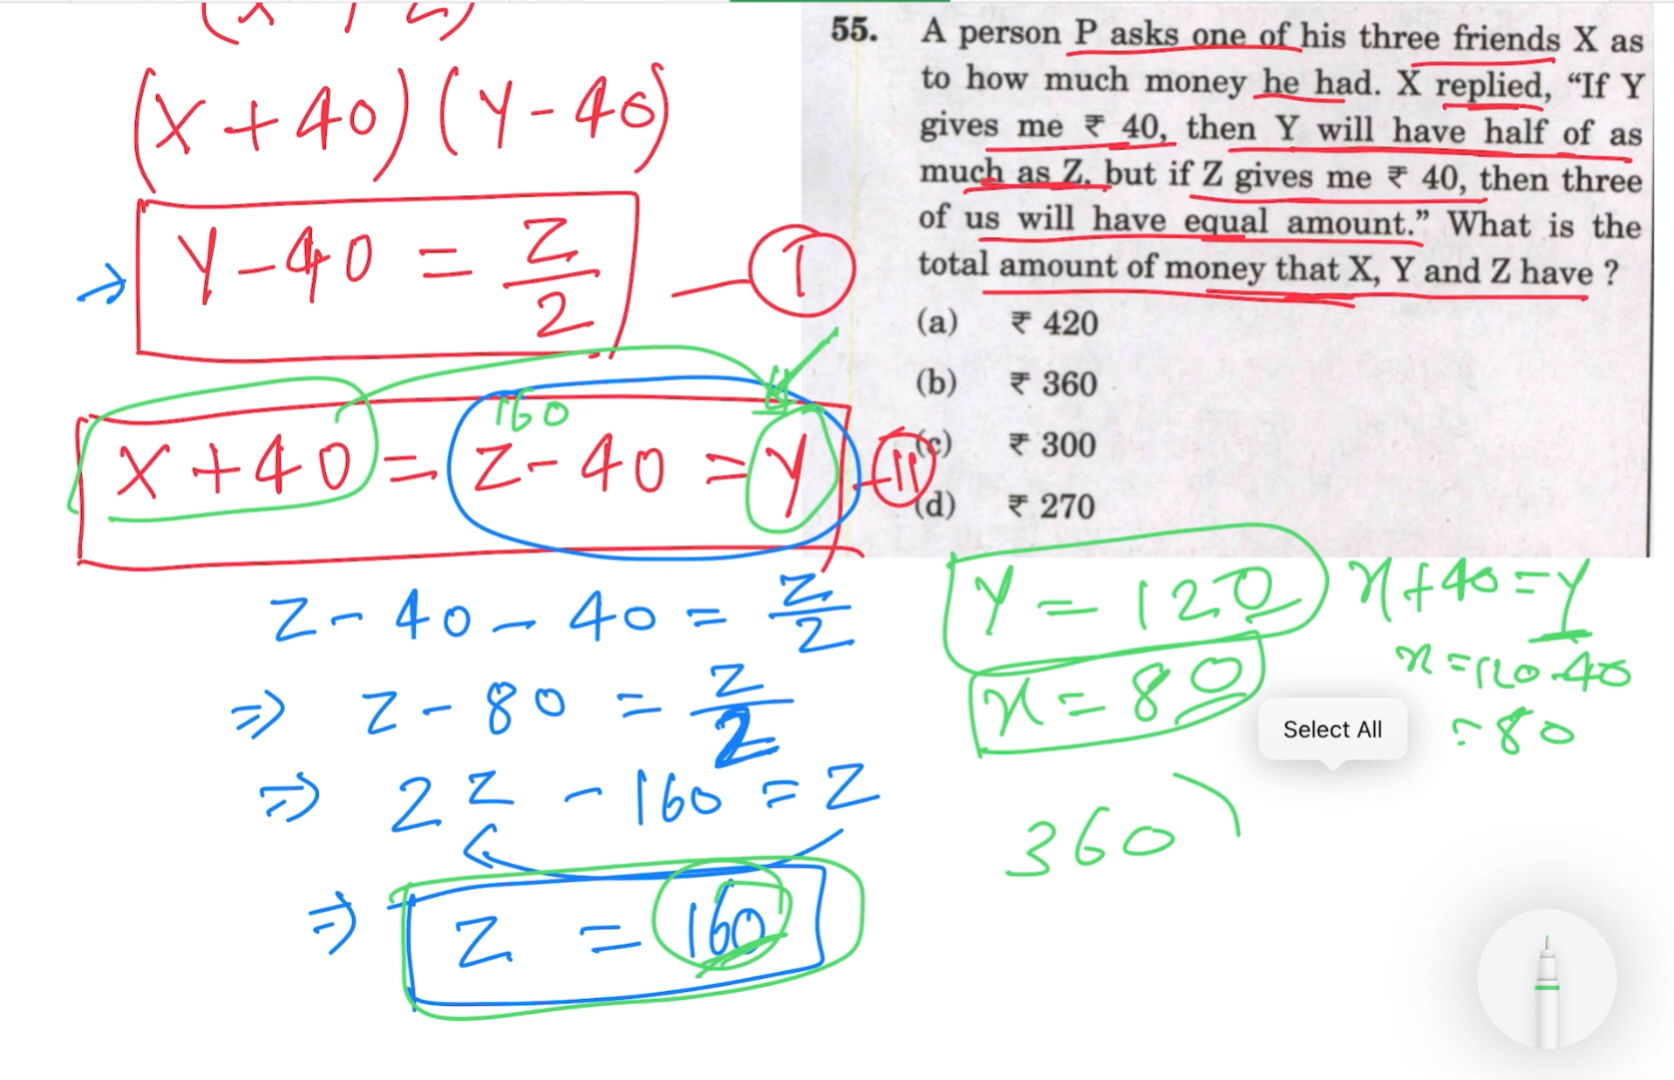 (X + 40) (Y - 40)
Y - 40 = Z/2 — I
160
X + 40 = Z - 40 = Y - II
Z - 40 - 40 = Z/2
⇒ Z - 80 = Z/2
⇒ 2Z - 160 = Z
⇒ Z = 160
55. A person P asks one of his three friends X as
to how much money he had. X replied, “If Y
gives me ₹ 40, then Y will have half of as
much as Z, but if Z gives me ₹ 40, then three
of us will have equal amount.” What is the
total amount of money that X, Y and Z have ?
(a) ₹ 420
(b) ₹ 360
(c) ₹ 300
(d) ₹ 270
Y = 120
x = 80
x + 40 = Y
x = 120-40
= 80
Select All
360